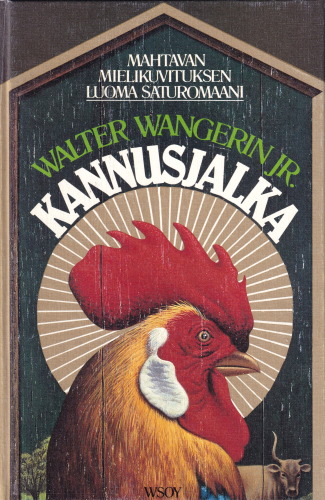 MAHTAVAN
MIELIKUVITUKSEN
LUOMA SATUROMAANI
WALTER WANGERIN JR.
KANNUSJALKA
WSOY